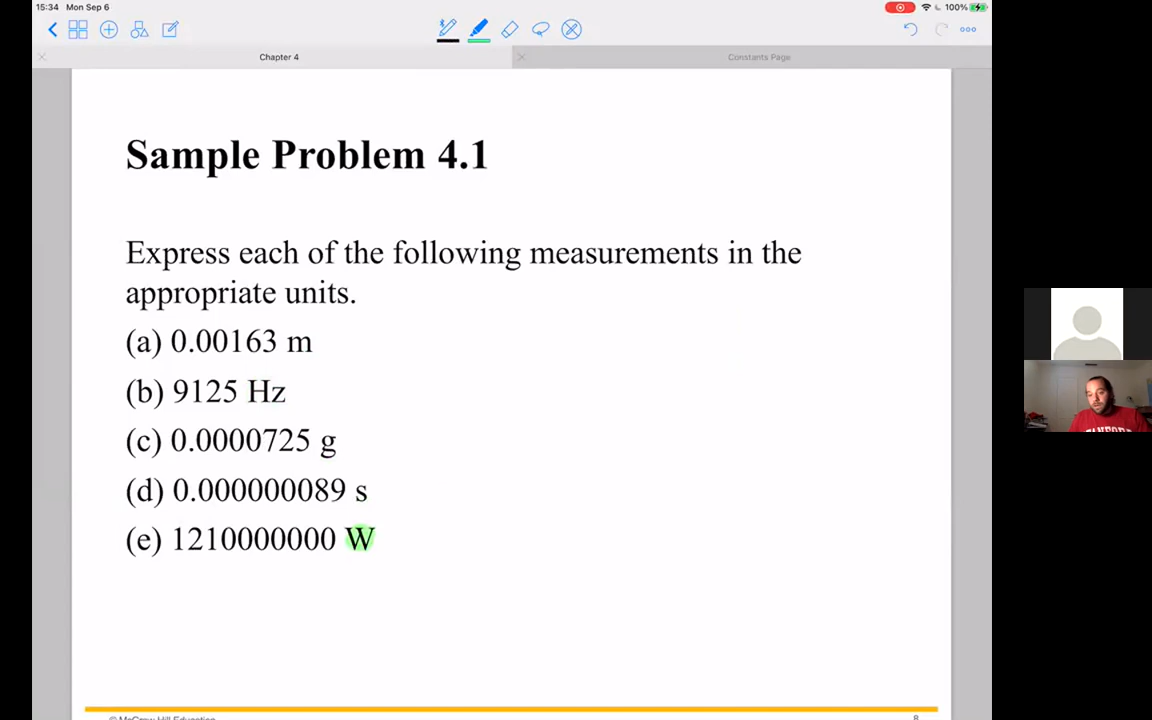 15:34 Mon Sep 6
100%
Chapter 4
Constants Page
Sample Problem 4.1
Express each of the following measurements in the
appropriate units.
(a) 0.00163 m
(b) 9125 Hz
(c) 0.0000725 g
(d) 0.000000089 s
(e) 1210000000 W